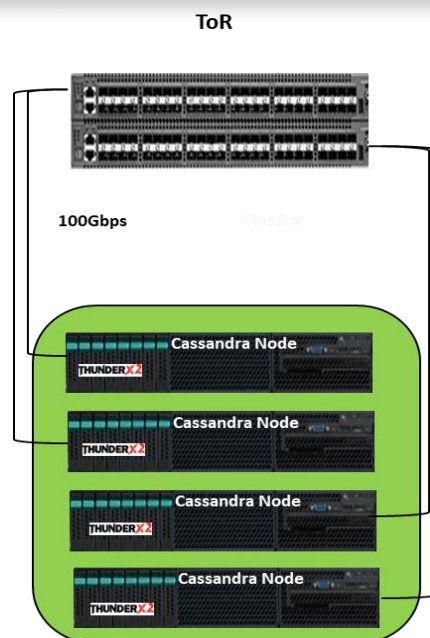 ToR
100Gbps
Cassandra Node
THUNDERX2
Cassandra Node
THUNDERX2
Cassandra Node
THUNDERX2
Cassandra Node
THUNDERX2